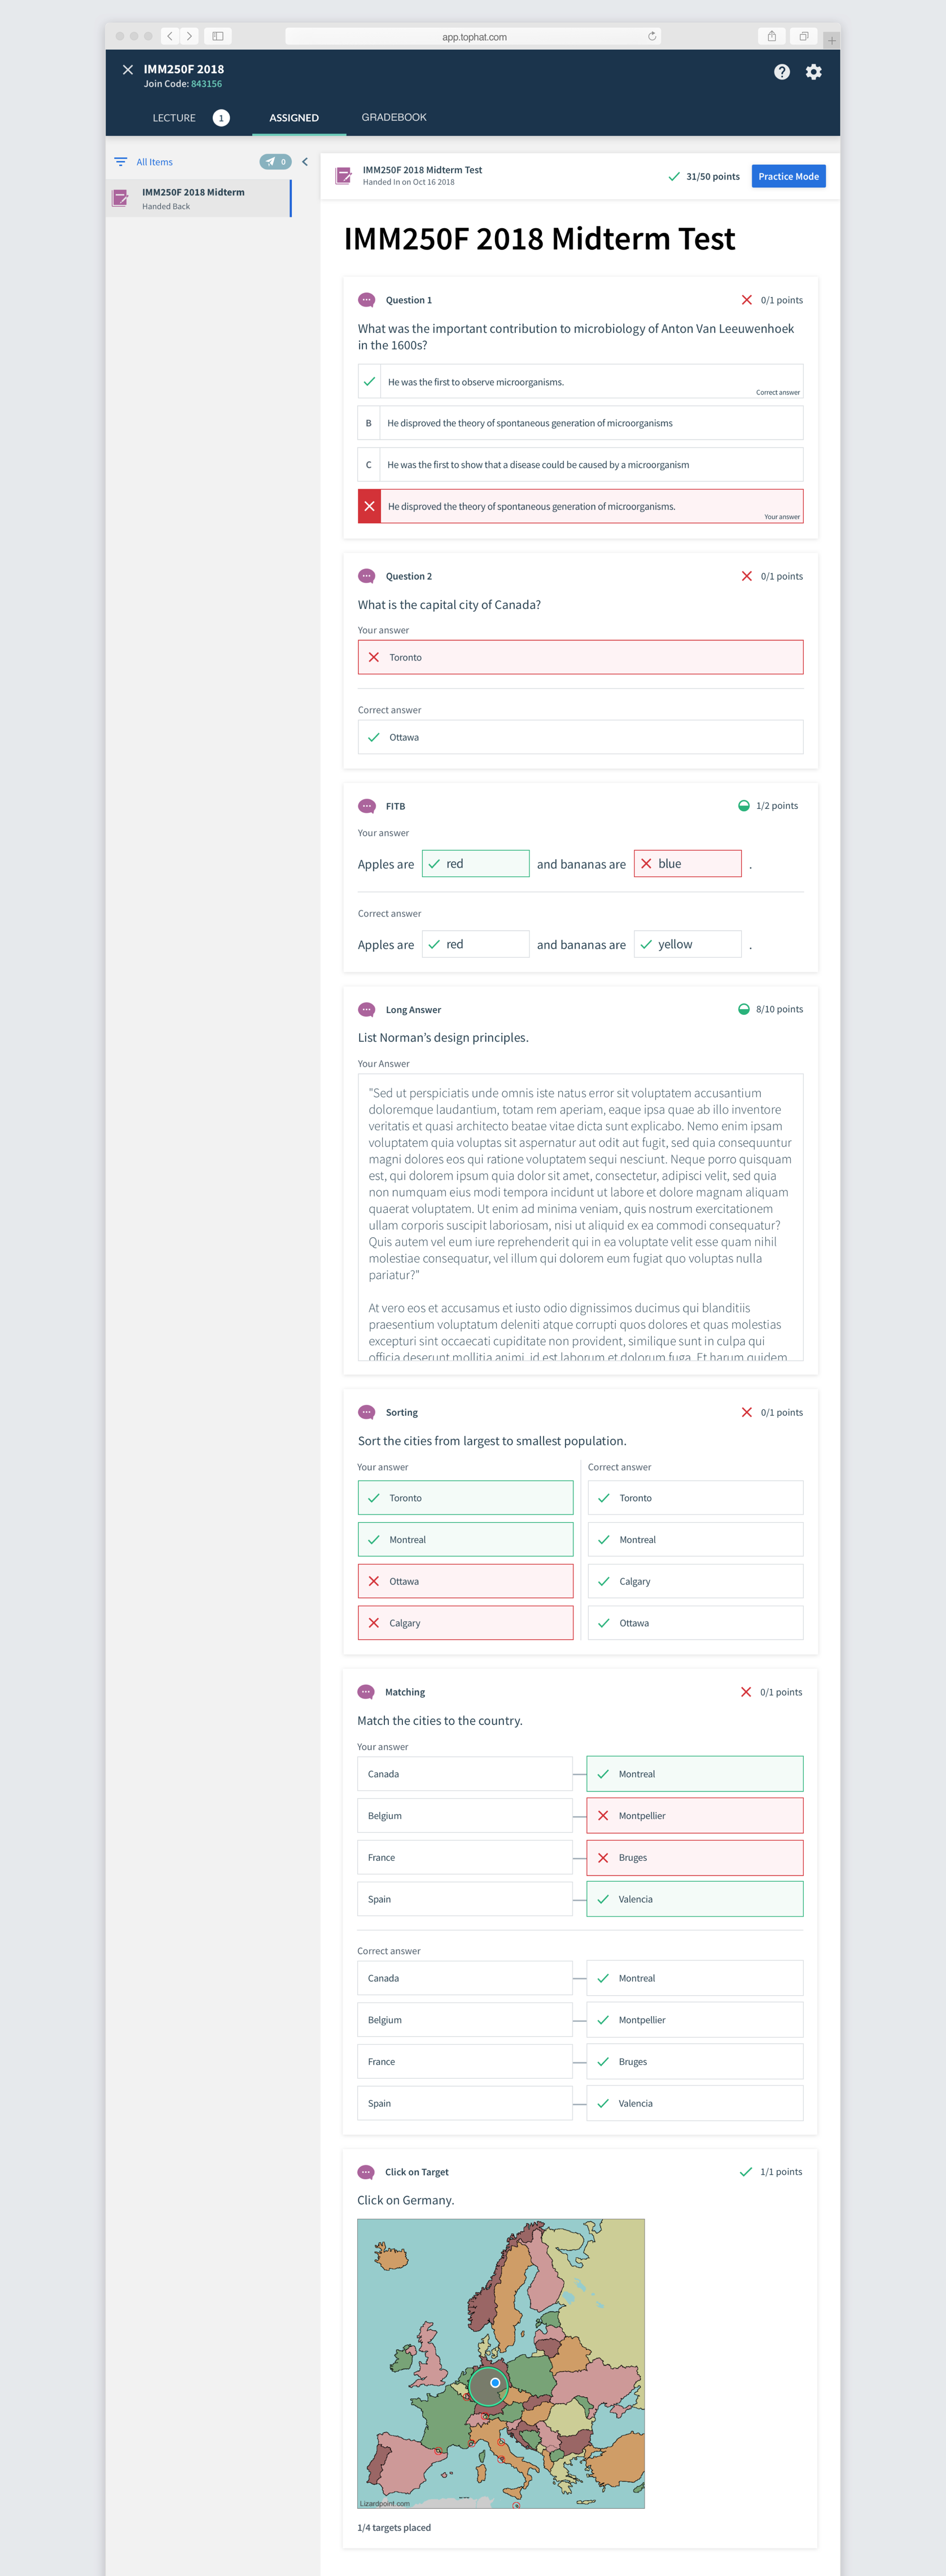 app.tophat.com
IMM250F 2018
Join Code: 843156
LECTURE 1 ASSIGNED GRADEBOOK
All Items 0
IMM250F 2018 Midterm
Handed Back
IMM250F 2018 Midterm Test
Handed In on Oct 16 2018
31/50 points
Practice Mode
IMM250F 2018 Midterm Test
Question 1 0/1 points
What was the important contribution to microbiology of Anton Van Leeuwenhoek
in the 1600s?
He was the first to observe microorganisms.
Correct answer
B He disproved the theory of spontaneous generation of microorganisms
C He was the first to show that a disease could be caused by a microorganism
He disproved the theory of spontaneous generation of microorganisms.
Your answer
Question 2 0/1 points
What is the capital city of Canada?
Your answer
Toronto
Correct answer
Ottawa
FITB 1/2 points
Your answer
Apples are red and bananas are blue .
Correct answer
Apples are red and bananas are yellow .
Long Answer 8/10 points
List Norman's design principles.
Your Answer
"Sed ut perspiciatis unde omnis iste natus error sit voluptatem accusantium
doloremque laudantium, totam rem aperiam, eaque ipsa quae ab illo inventore
veritatis et quasi architecto beatae vitae dicta sunt explicabo. Nemo enim ipsam
voluptatem quia voluptas sit aspernatur aut odit aut fugit, sed quia consequuntur
magni dolores eos qui ratione voluptatem sequi nesciunt. Neque porro quisquam
est, qui dolorem ipsum quia dolor sit amet, consectetur, adipisci velit, sed quia
non numquam eius modi tempora incidunt ut labore et dolore magnam aliquam
quaerat voluptatem. Ut enim ad minima veniam, quis nostrum exercitationem
ullam corporis suscipit laboriosam, nisi ut aliquid ex ea commodi consequatur?
Quis autem vel eum iure reprehenderit qui in ea voluptate velit esse quam nihil
molestiae consequatur, vel illum qui dolorem eum fugiat quo voluptas nulla
pariatur?"
At vero eos et accusamus et iusto odio dignissimos ducimus qui blanditiis
praesentium voluptatum deleniti atque corrupti quos dolores et quas molestias
excepturi sint occaecati cupiditate non provident, similique sunt in culpa qui
officia deserunt mollitia animi, id est laborum et dolorum fuga. Et harum quidem
Sorting 0/1 points
Sort the cities from largest to smallest population.
Your answer Correct answer
Toronto Toronto
Montreal Montreal
Ottawa Calgary
Calgary Ottawa
Matching 0/1 points
Match the cities to the country.
Your answer
Canada Montreal
Belgium Montpellier
France Bruges
Spain Valencia
Correct answer
Canada Montreal
Belgium Montpellier
France Bruges
Spain Valencia
Click on Target 1/1 points
Click on Germany.
Lizardpoint.com
1/4 targets placed